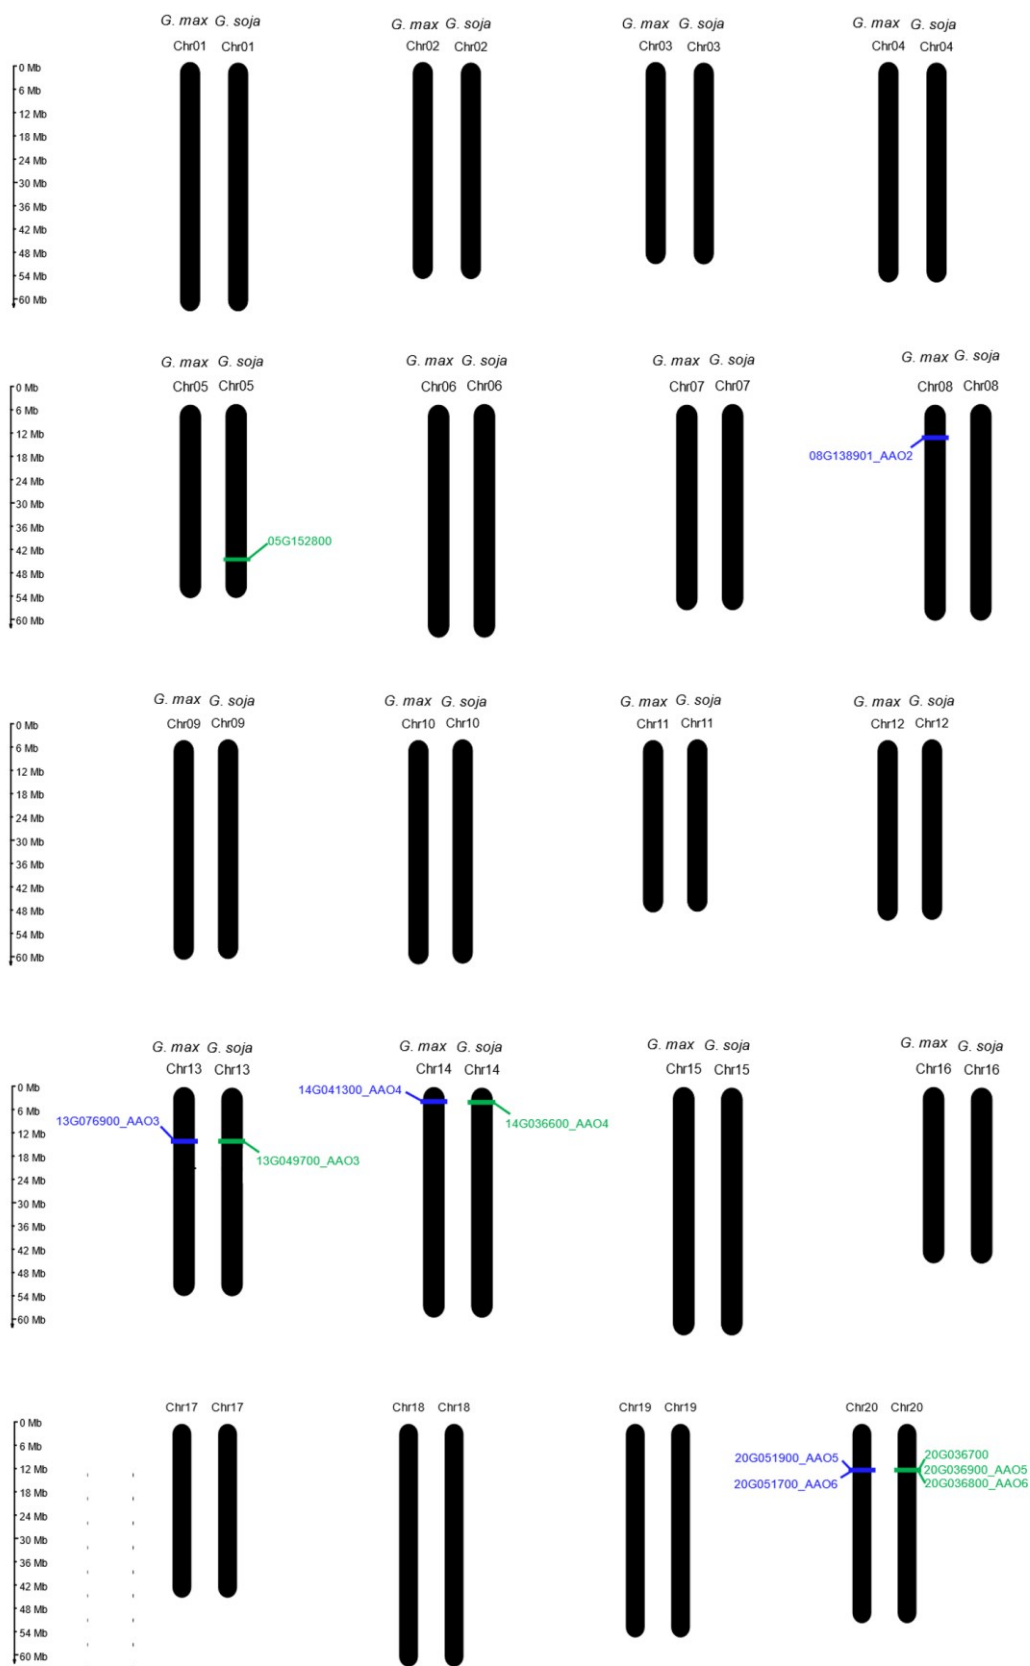 G. max G. soja G. max G. soja G. max G. soja G. max G. soja
Chr01 Chr01 Chr02 Chr02 Chr03 Chr03 Chr04 Chr04
0 Mb
6 Mb
12 Mb
18 Mb
24 Mb
30 Mb
36 Mb
42 Mb
48 Mb
54 Mb
60 Mb
G. max G. soja G. max G. soja G. max G. soja G. max G. soja
Chr05 Chr05 Chr06 Chr06 Chr07 Chr07 Chr08 Chr08
0 Mb
6 Mb
12 Mb
08G138901_AAO2
18 Mb
24 Mb
30 Mb
36 Mb
05G152800
42 Mb
48 Mb
54 Mb
60 Mb
G. max G. soja G. max G. soja G. max G. soja G. max G. soja
Chr09 Chr09 Chr10 Chr10 Chr11 Chr11 Chr12 Chr12
0 Mb
6 Mb
12 Mb
18 Mb
24 Mb
30 Mb
36 Mb
42 Mb
48 Mb
54 Mb
60 Mb
G. max G. soja G. max G. soja G. max G. soja G. max G. soja
Chr13 Chr13 Chr14 Chr14 Chr15 Chr15 Chr16 Chr16
0 Mb
14G041300_AAO4
6 Mb
13G076900_AAO3 14G036600_AAO4
12 Mb
13G049700_AAO3
18 Mb
24 Mb
30 Mb
36 Mb
42 Mb
48 Mb
54 Mb
60 Mb
Chr17 Chr17 Chr18 Chr18 Chr19 Chr19 Chr20 Chr20
0 Mb
6 Mb
20G051900_AAO5 20G036700
12 Mb
20G036900_AAO5
20G051700_AAO6 20G036800_AAO6
18 Mb
24 Mb
30 Mb
36 Mb
42 Mb
48 Mb
54 Mb
60 Mb